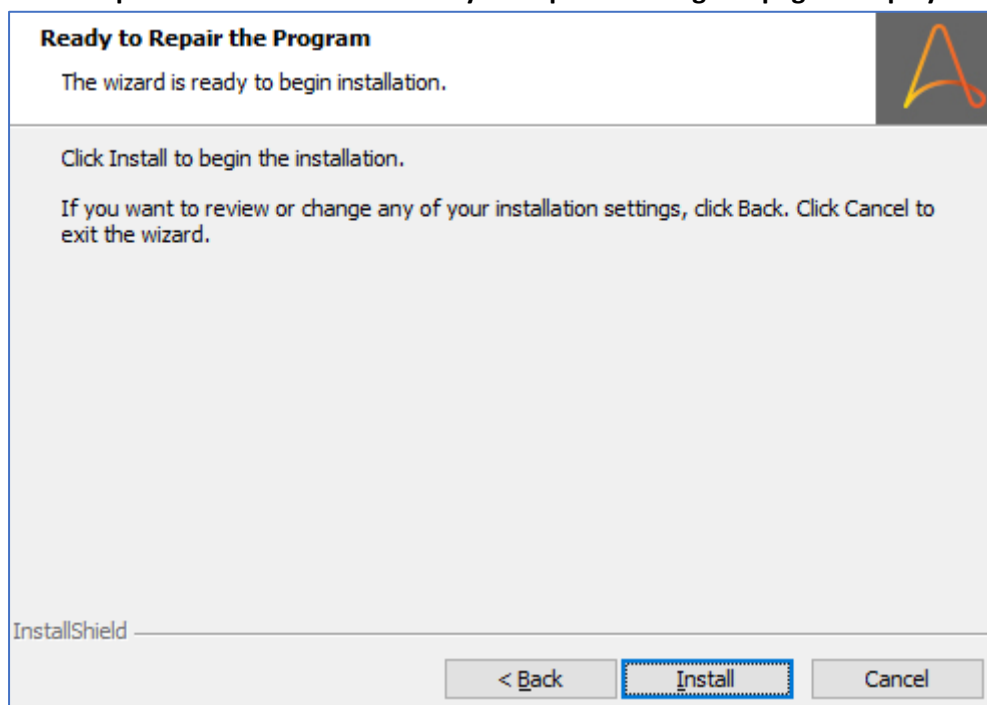 Ready to Repair the Program
The wizard is ready to begin installation.
Click Install to begin the installation.
If you want to review or change any of your installation settings, click Back. Click Cancel to
exit the wizard.
InstallShield
< Back
Install
Cancel